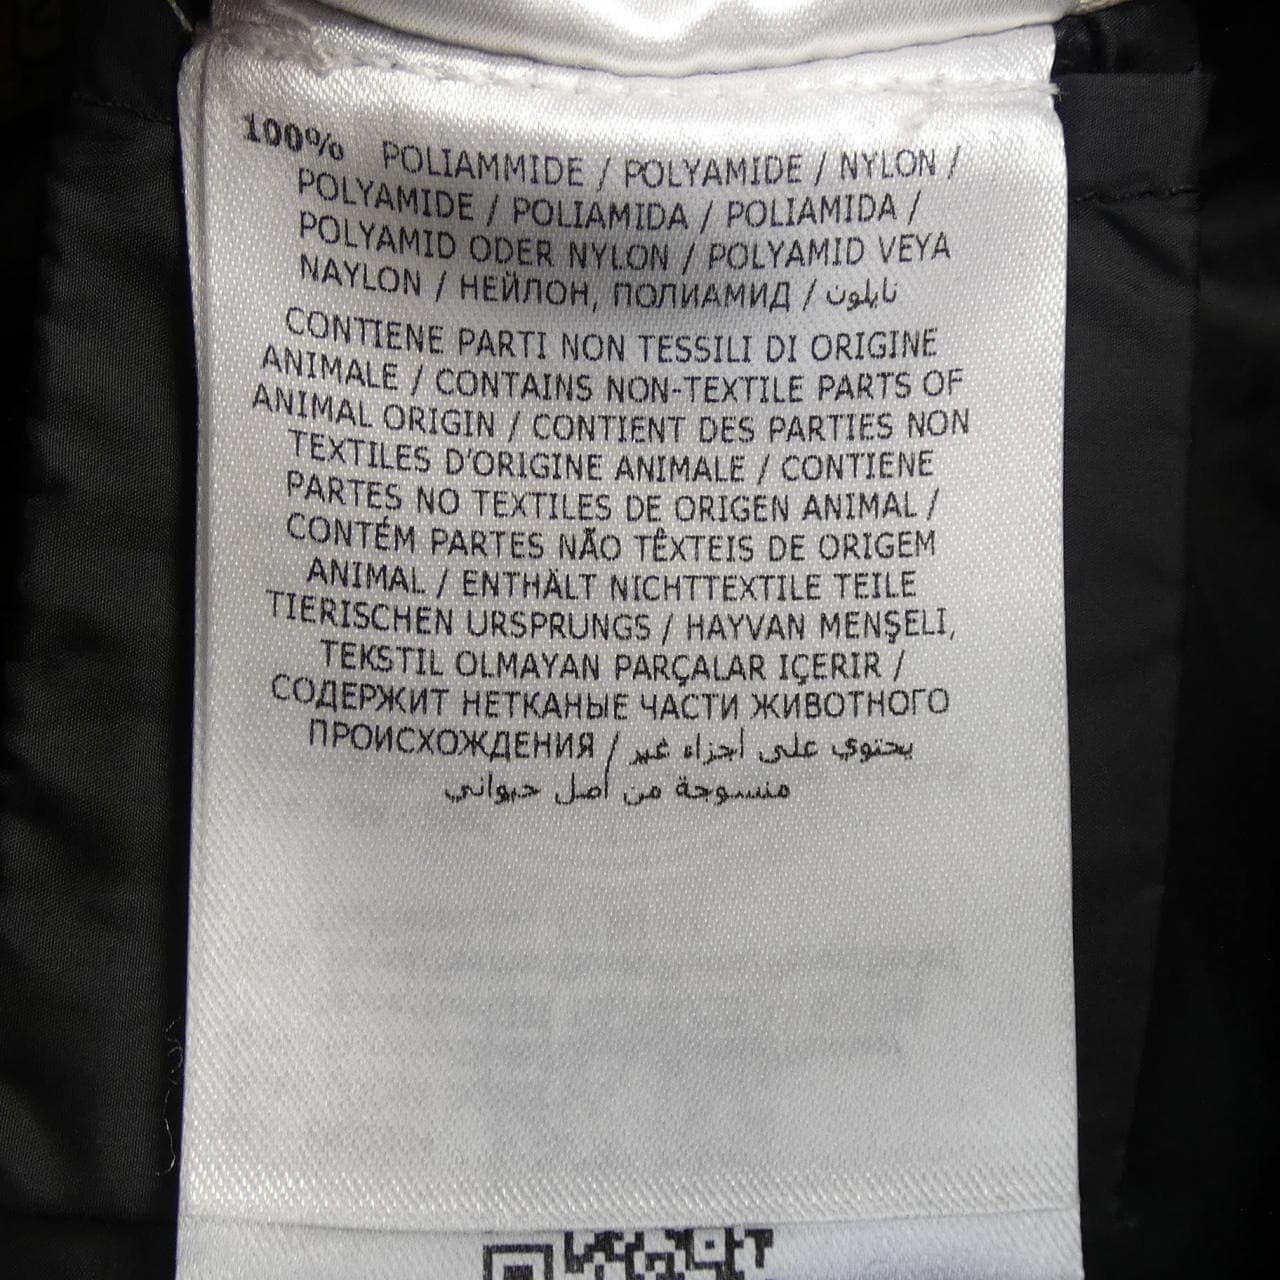 100% POLIAMMIDE / POLYAMIDE / NYLON /
POLYAMIDE / POLIAMIDA / POLIAMIDA /
POLYAMID ODER NYLON / POLYAMID VEYA
NAYLON / НЕЙЛОН, ПОЛИАМИД / نايلون
CONTIENE PARTI NON TESSILI DI ORIGINE
ANIMALE / CONTAINS NON-TEXTILE PARTS OF
ANIMAL ORIGIN / CONTIENT DES PARTIES NON
TEXTILES D'ORIGINE ANIMALE / CONTIENE
PARTES NO TEXTILES DE ORIGEN ANIMAL /
CONTÉM PARTES NÃO TÊXTEIS DE ORIGEM
ANIMAL / ENTHÄLT NICHTTEXTILE TEILE
TIERISCHEN URSPRUNGS / HAYVAN MENŞELI,
TEKSTIL OLMAYAN PARÇALAR IÇERIR /
СОДЕРЖИТ НЕТКАНЫЕ ЧАСТИ ЖИВОТНОГО
ПРОИСХОЖДЕНИЯ / يحتوي على أجزاء غير
منسوجة من أصل حيواني